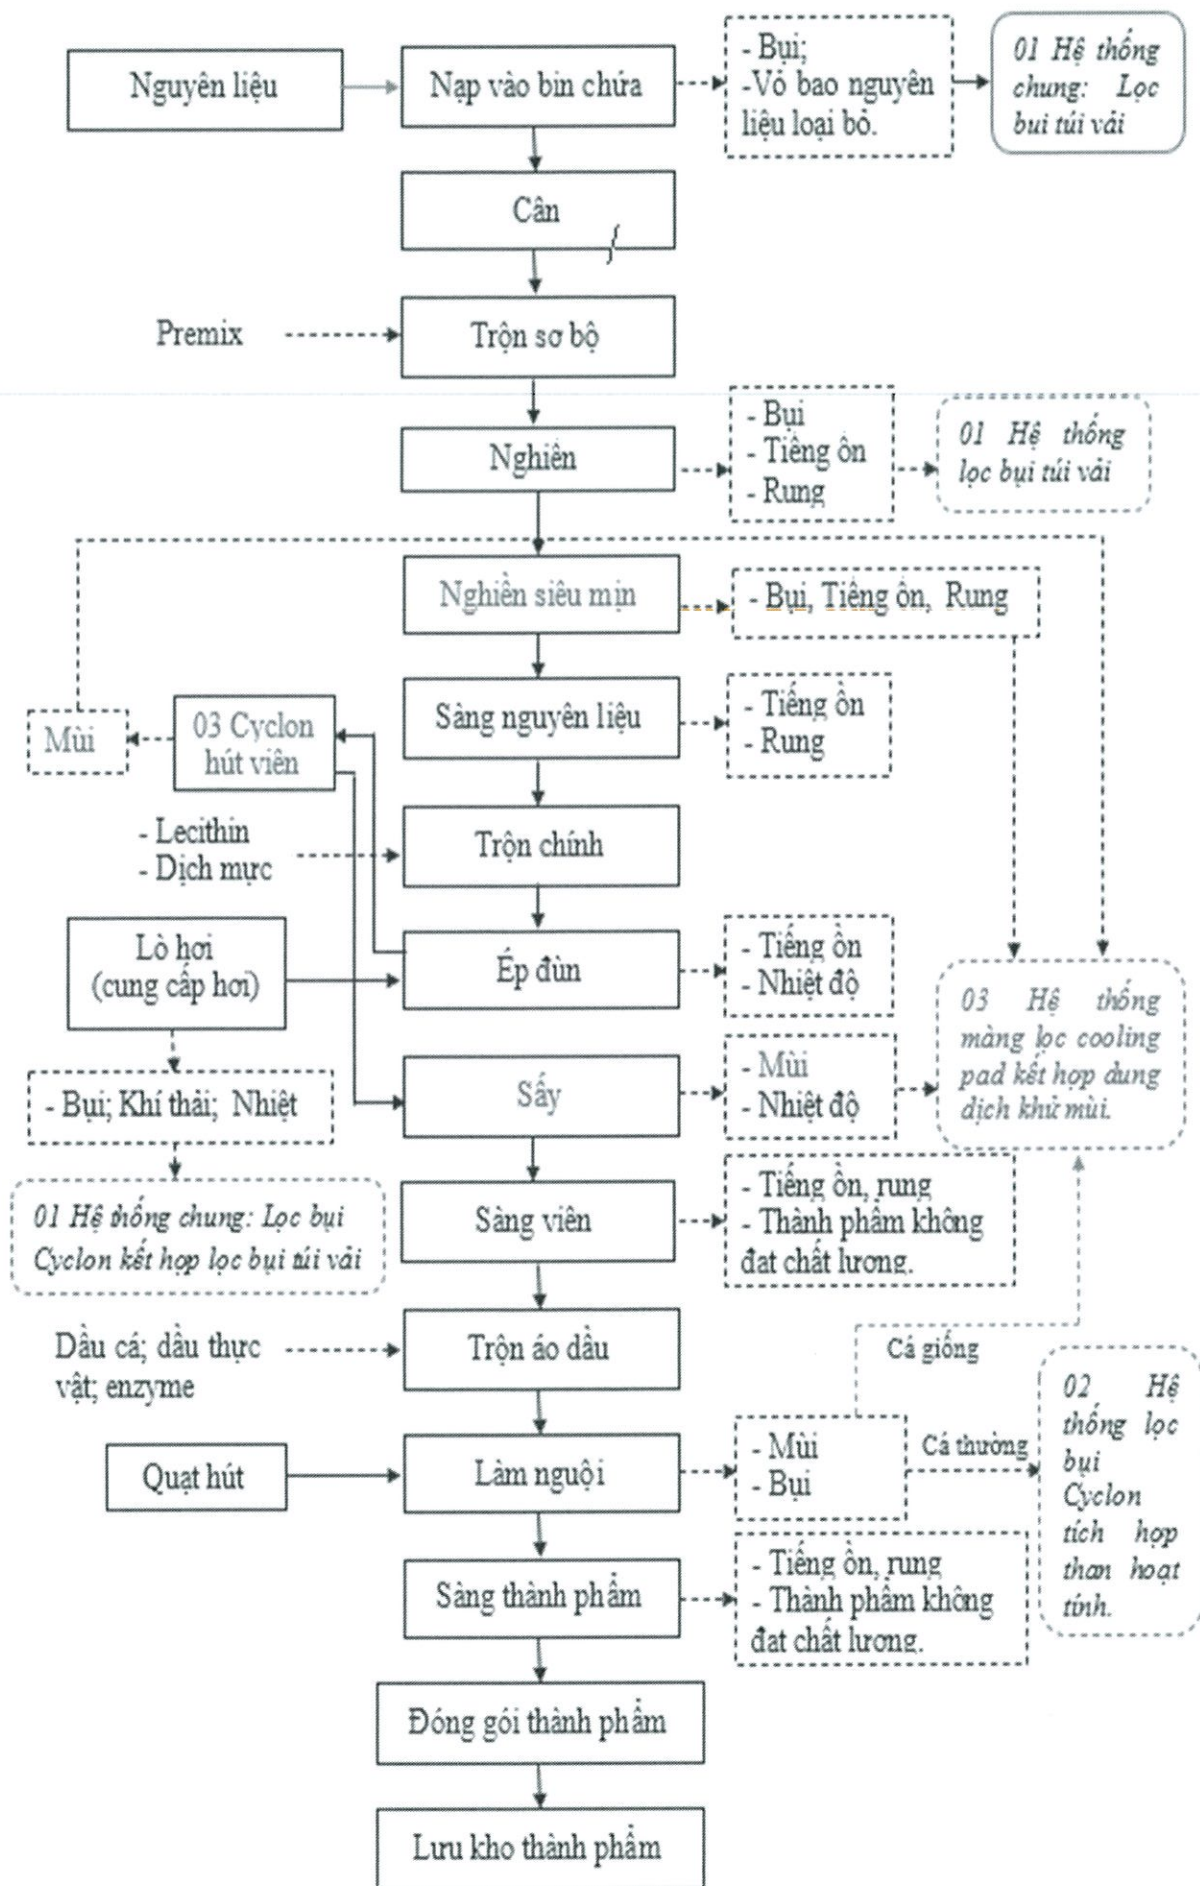 Nguyên liệu
Nạp vào bin chứa
- Bụi;
-Vỏ bao nguyên
liệu loại bỏ.
01 Hệ thống
chung: Lọc
bụi túi vải
Cân
Premix
Trộn sơ bộ
Nghiền
- Bụi
- Tiếng ồn
- Rung
01 Hệ thống
lọc bụi túi vải
Nghiền siêu mịn
- Bụi, Tiếng ồn, Rung
Sàng nguyên liệu
- Tiếng ồn
- Rung
Mùi
03 Cyclon
hút viên
- Lecithin
- Dịch mực
Trộn chính
Lò hơi
(cung cấp hơi)
Ép đùn
- Tiếng ồn
- Nhiệt độ
03 Hệ thống
màng lọc cooling
pad kết hợp dung
dịch khử mùi.
- Bụi; Khí thải; Nhiệt
Sấy
- Mùi
- Nhiệt độ
01 Hệ thống chung: Lọc bụi
Cyclon kết hợp lọc bụi túi vải
Sàng viên
- Tiếng ồn, rung
- Thành phẩm không
đạt chất lượng.
Dầu cá; dầu thực
vật; enzyme
Trộn áo dầu
Cá giống
Quạt hút
Làm nguội
- Mùi
- Bụi
Cá thường
02 Hệ
thống lọc
bụi
Cyclon
tích hợp
than hoạt
tính.
Sàng thành phẩm
- Tiếng ồn, rung
- Thành phẩm không
đạt chất lượng.
Đóng gói thành phẩm
Lưu kho thành phẩm